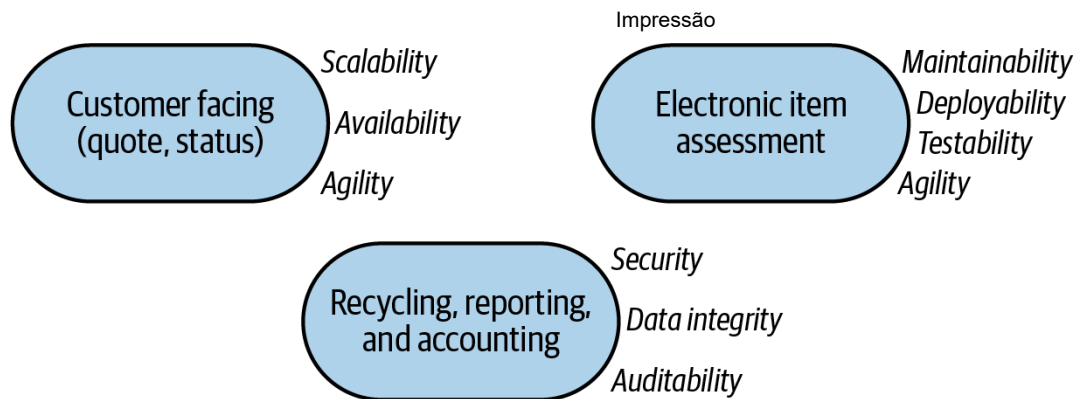 Impressão
Customer facing
(quote, status)
Scalability
Availability
Agility
Electronic item
assessment
Maintainability
Deployability
Testability
Agility
Recycling, reporting,
and accounting
Security
Data integrity
Auditability